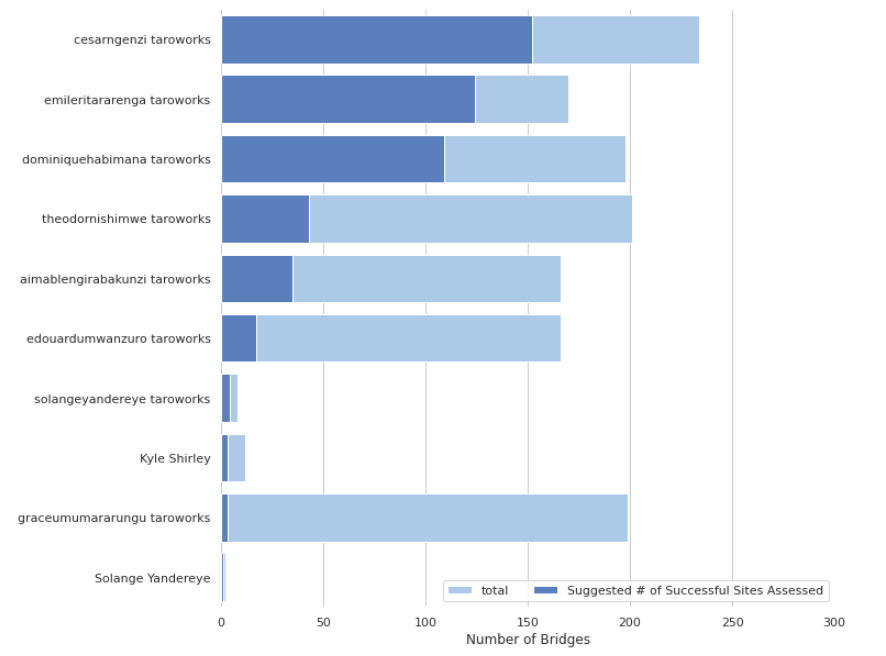 cesarngenzi taroworks
emileritararenga taroworks
dominiquehabimana taroworks
theodornishimwe taroworks
aimablengirabakunzi taroworks
edouardumwanzuro taroworks
solangeyandereye taroworks
Kyle Shirley
graceumumararungu taroworks
Solange Yandereye
total Suggested # of Successful Sites Assessed
0 50 100 150 200 250 300
Number of Bridges